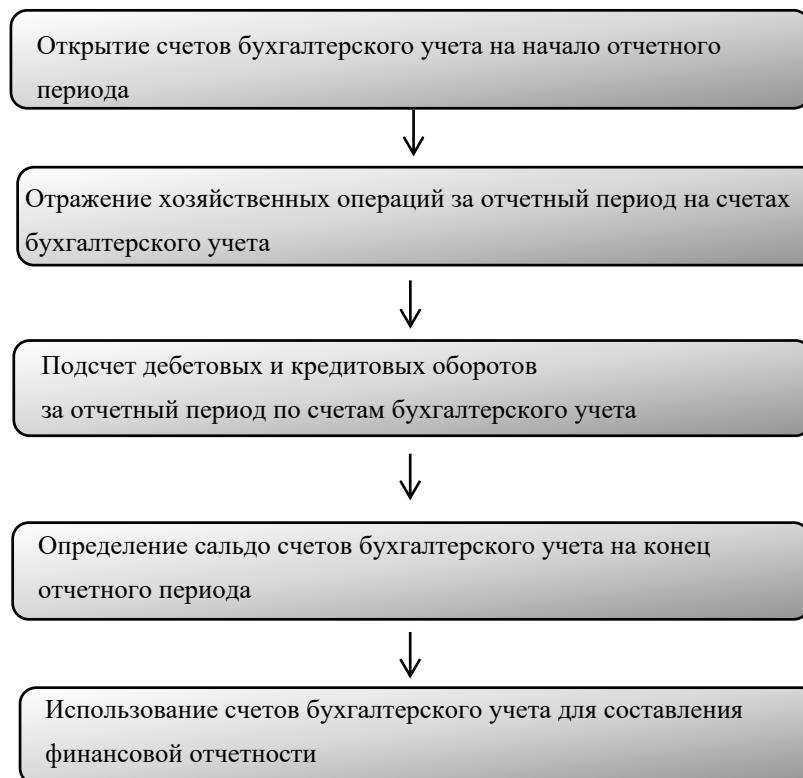 Открытие счетов бухгалтерского учета на начало отчетного
периода
Отражение хозяйственных операций за отчетный период на счетах
бухгалтерского учета
Подсчет дебетовых и кредитовых оборотов
за отчетный период по счетам бухгалтерского учета
Определение сальдо счетов бухгалтерского учета на конец
отчетного периода
Использование счетов бухгалтерского учета для составления
финансовой отчетности